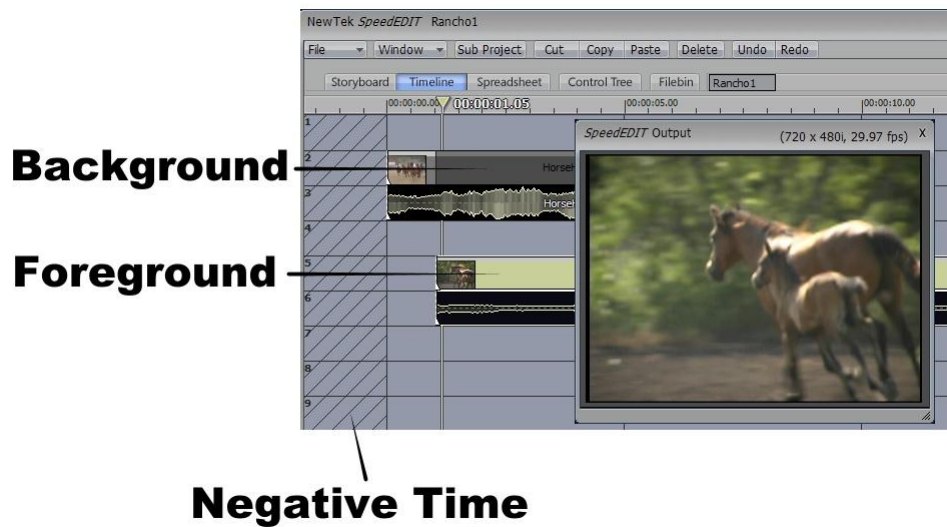 NewTek SpeedEDIT Rancho1
File Window Sub Project Cut Copy Paste Delete Undo Redo
Storyboard Timeline Spreadsheet Control Tree Filebin Rancho1
00:00:00.00 00:00:01.05 00:00:05.00 00:00:10.00
1
SpeedEDIT Output (720 x 480i, 29.97 fps) X
Background
2
3
4
Foreground
5
6
7
8
9
Negative Time